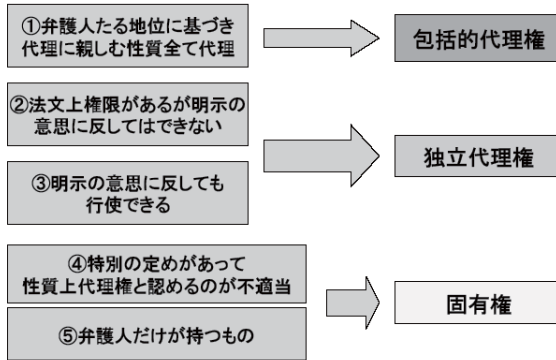 ①弁護人たる地位に基づき
代理に親しむ性質全て代理
包括的代理権
②法文上権限があるが明示の
意思に反してはできない
③明示の意思に反しても
行使できる
独立代理権
④特別の定めがあって
性質上代理権と認めるのが不適当
⑤弁護人だけが持つもの
固有権